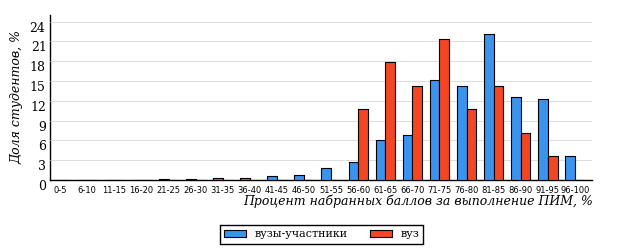 Доля студентов, %
24
21
18
15
12
9
6
3
0
0-5 6-10 11-15 16-20 21-25 26-30 31-35 36-40 41-45 46-50 51-55 56-60 61-65 66-70 71-75 76-80 81-85 86-90 91-95 96-100
Процент набранных баллов за выполнение ПИМ, %
вузы-участники вуз